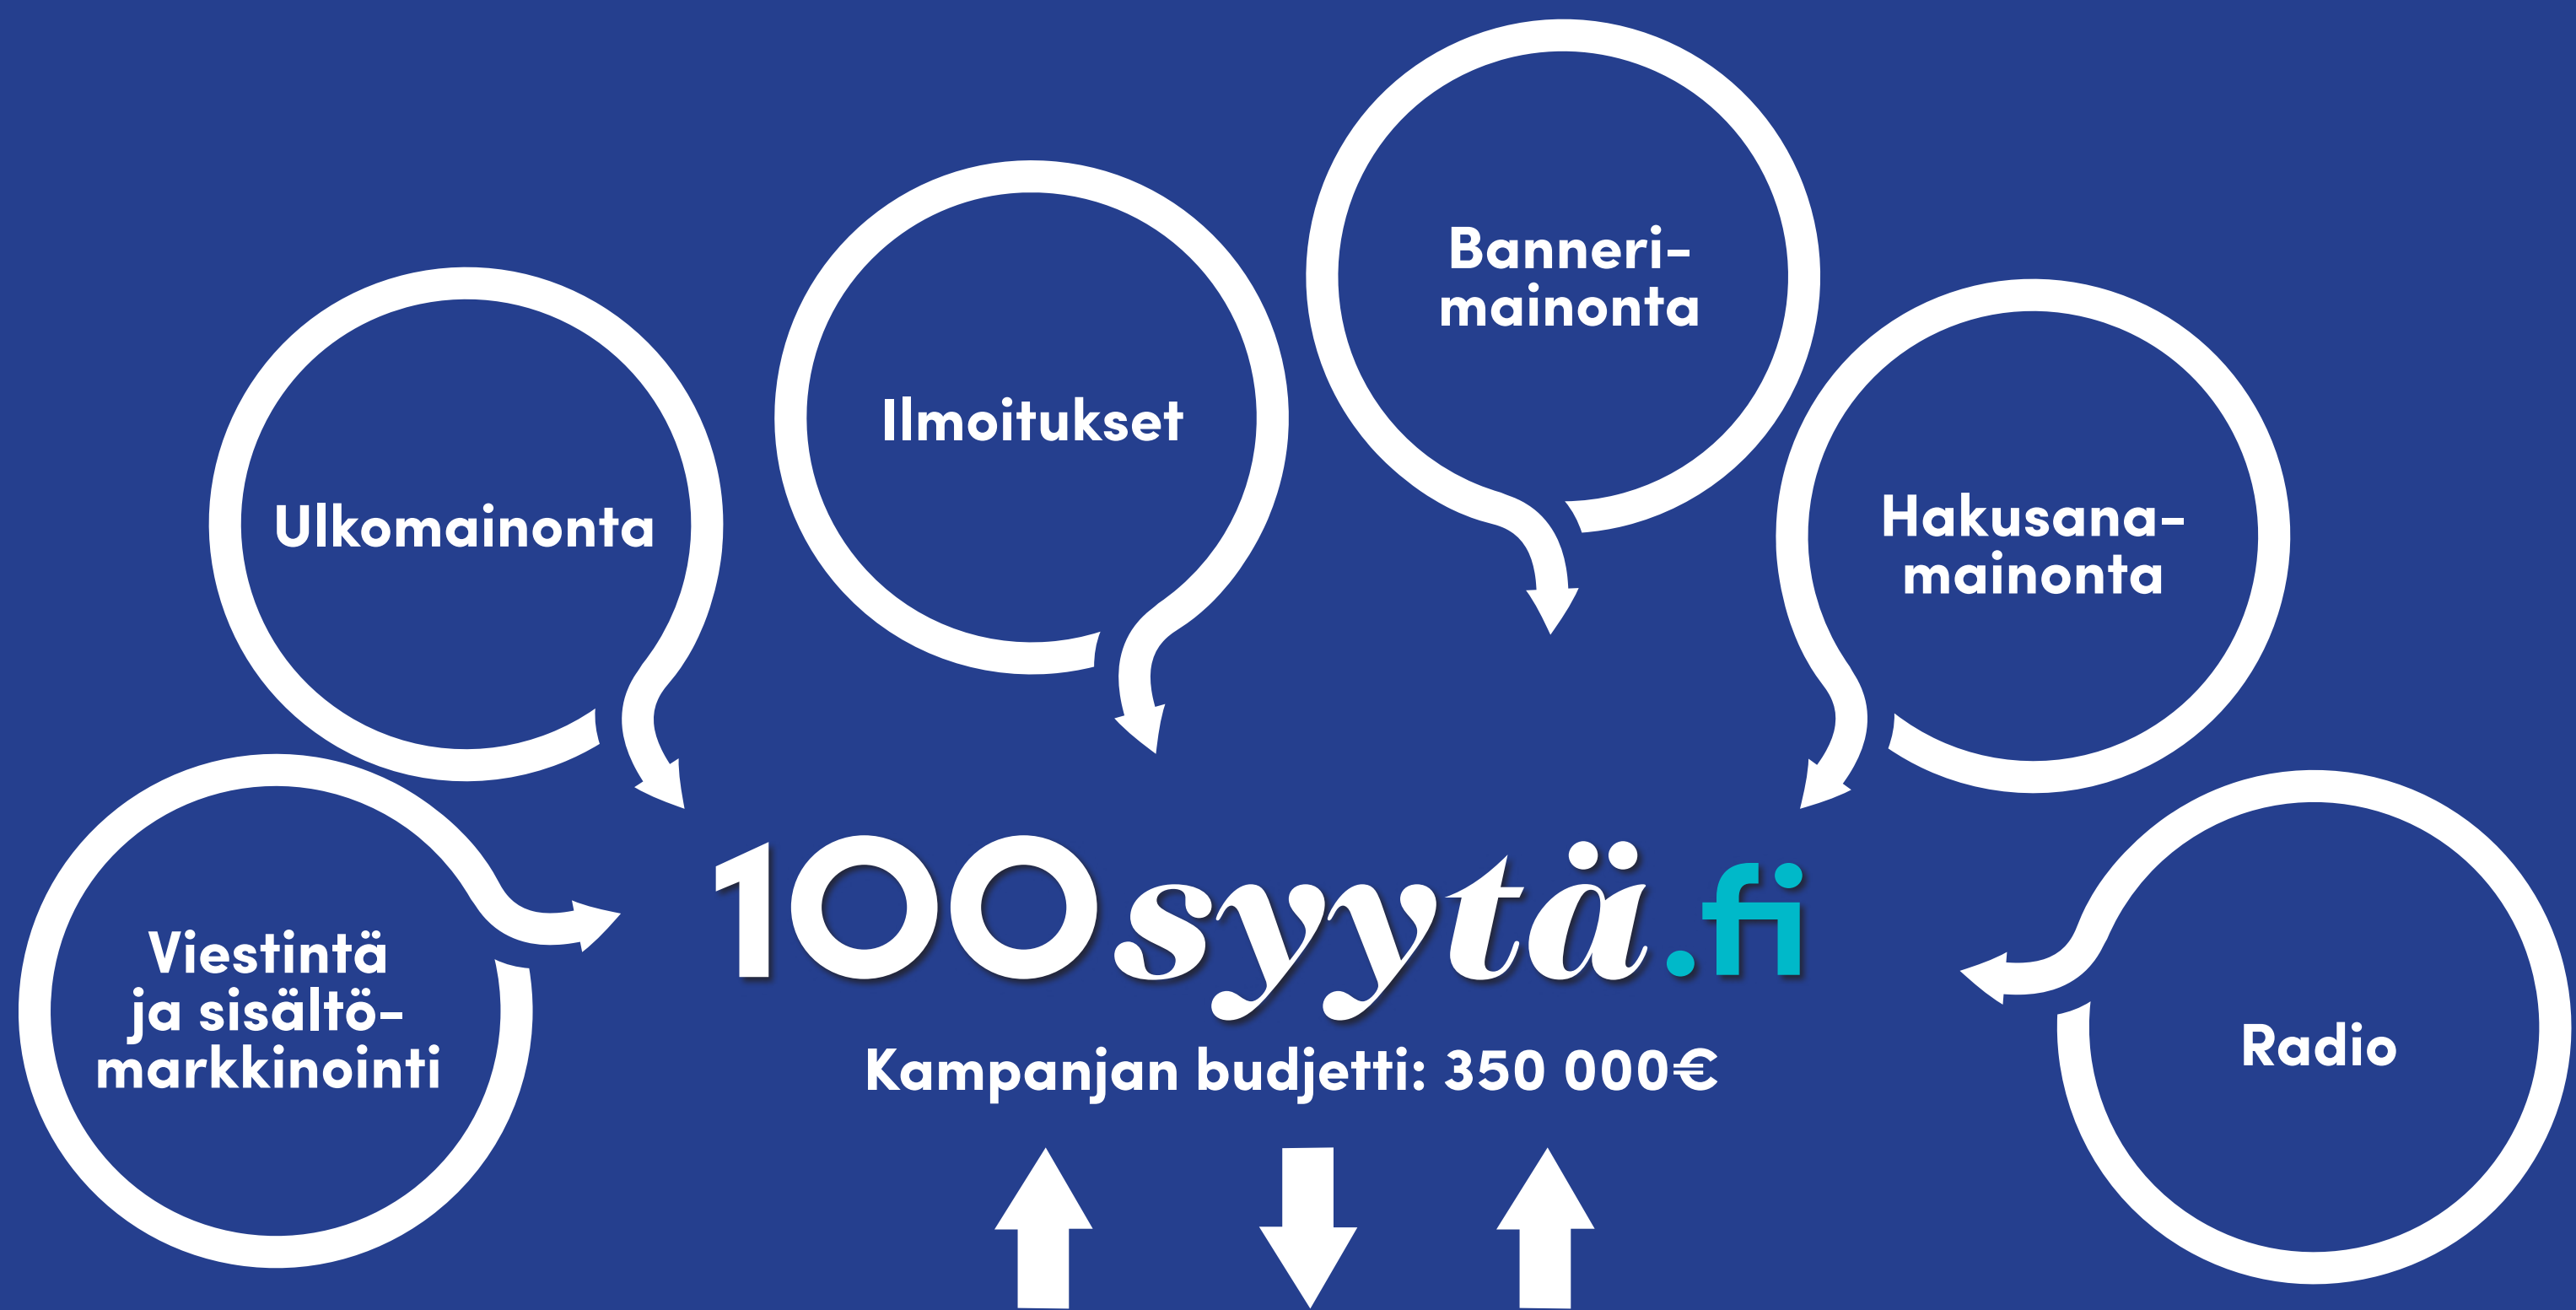 Banneri-
mainonta
Ilmoitukset
Ulkomainonta
Hakusana-
mainonta
Viestintä
ja sisältö-
markkinointi
Radio
100syytä.fi
Kampanjan budjetti: 350 000€